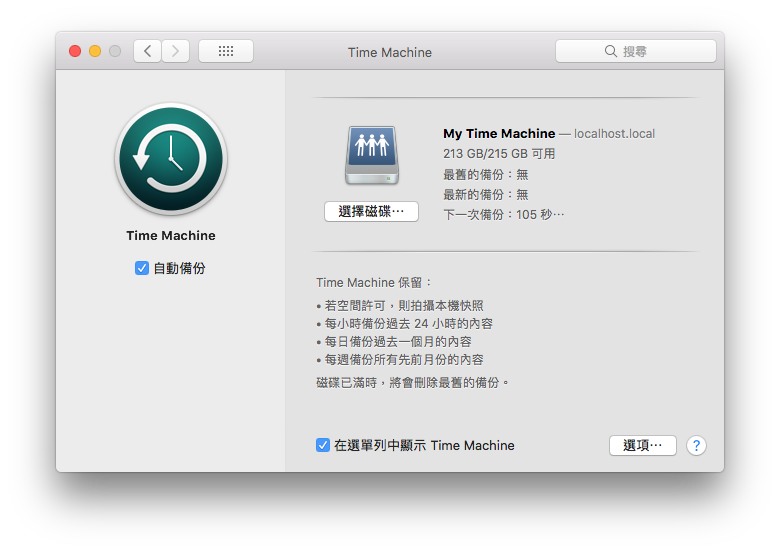 Time Machine
搜尋
Time Machine
自動備份
My Time Machine — localhost.local
213 GB/215 GB 可用
最舊的備份：無
最新的備份：無
下一次備份：105 秒⋯
選擇磁碟⋯
Time Machine 保留：
• 若空間許可，則拍攝本機快照
• 每小時備份過去 24 小時的內容
• 每日備份過去一個月的內容
• 每週備份所有先前月份的內容
磁碟已滿時，將會刪除最舊的備份。
在選單列中顯示 Time Machine
選項⋯
?